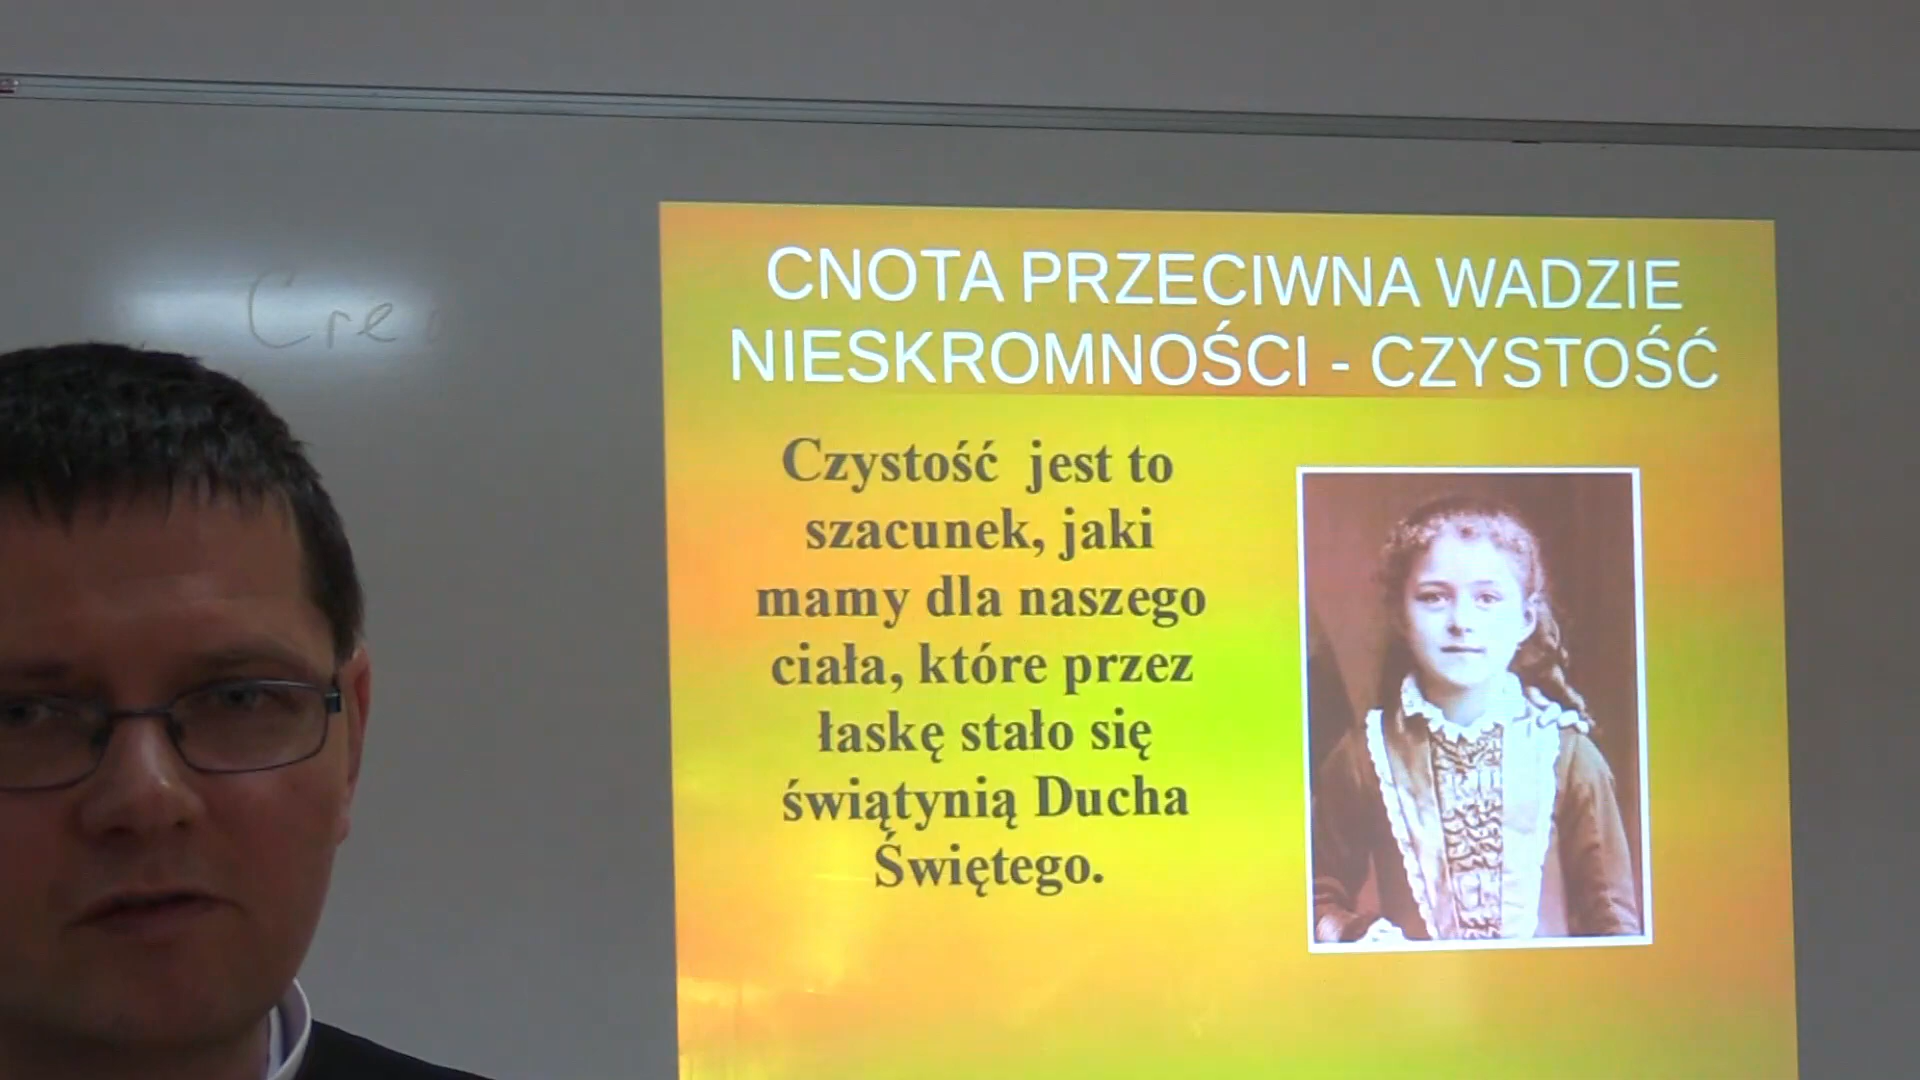 Cre
CNOTA PRZECIWNA WADZIE
NIESKROMNOŚCI - CZYSTOŚĆ
Czystość jest to
szacunek, jaki
mamy dla naszego
ciała, które przez
łaskę stało się
świątynią Ducha
Świętego.